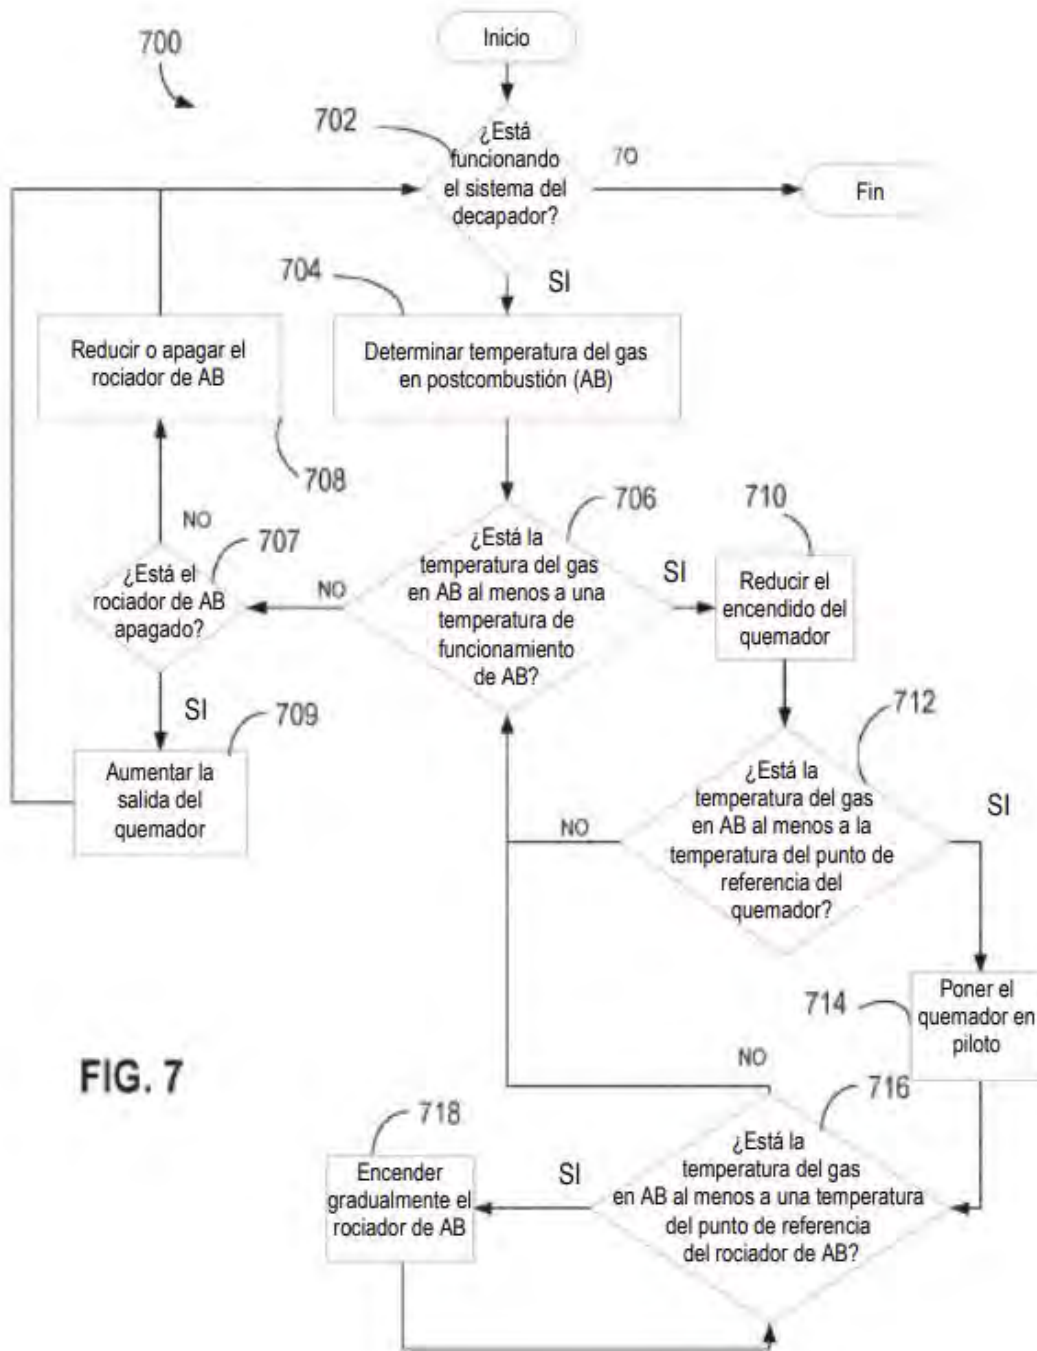 Inicio
700
702
¿Está
funcionando
el sistema del
decapador?
70
Fin
SI
704
Reducir o apagar el
rociador de AB
Determinar temperatura del gas
en postcombustión (AB)
708
706
710
NO
707
¿Está el
rociador de AB
apagado?
NO
¿Está la
temperatura del gas
en AB al menos a una
temperatura de
funcionamiento
de AB?
SI
Reducir el
encendido del
quemador
SI
709
712
Aumentar la
salida del
quemador
¿Está la
temperatura del gas
en AB al menos a la
temperatura del punto de
referencia del
quemador?
SI
NO
714
Poner el
quemador en
piloto
FIG. 7
NO
716
718
¿Está la
temperatura del gas
en AB al menos a una temperatura
del punto de referencia
del rociador de AB?
SI
Encender
gradualmente el
rociador de AB